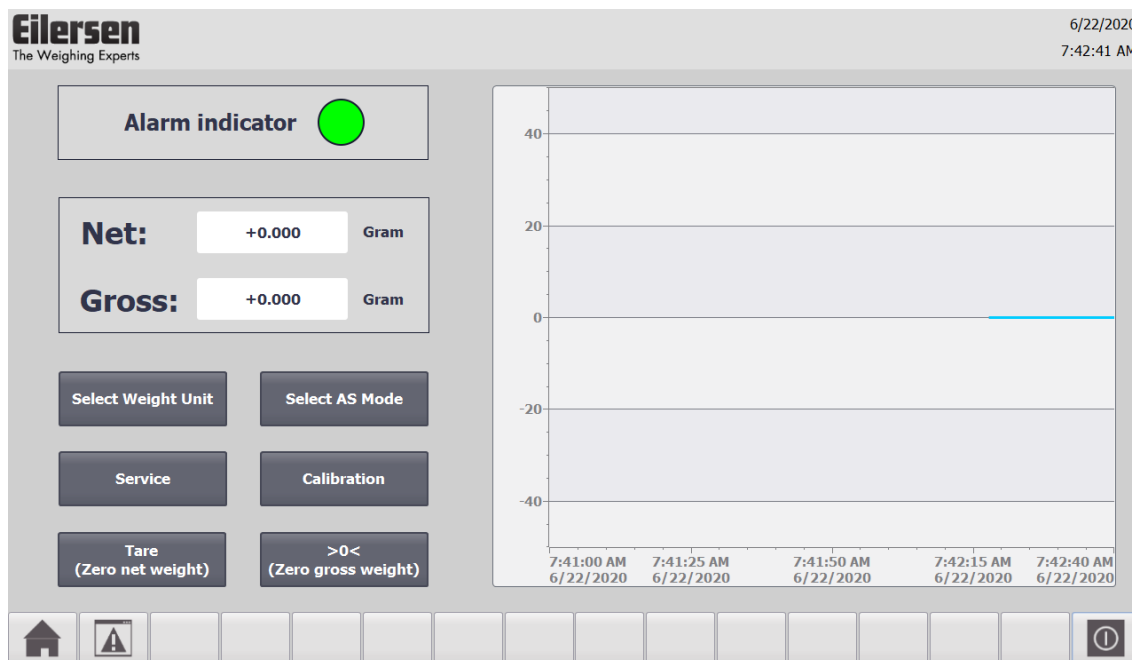 Eilersen
The Weighing Experts
6/22/2020
7:42:41 AM
Alarm indicator
Net:
+0.000
Gram
Gross:
+0.000
Gram
Select Weight Unit
Select AS Mode
Service
Calibration
Tare
(Zero net weight)
>0<
(Zero gross weight)
40
20
0
-20
-40
7:41:00 AM
6/22/2020
7:41:25 AM
6/22/2020
7:41:50 AM
6/22/2020
7:42:15 AM
6/22/2020
7:42:40 AM
6/22/2020